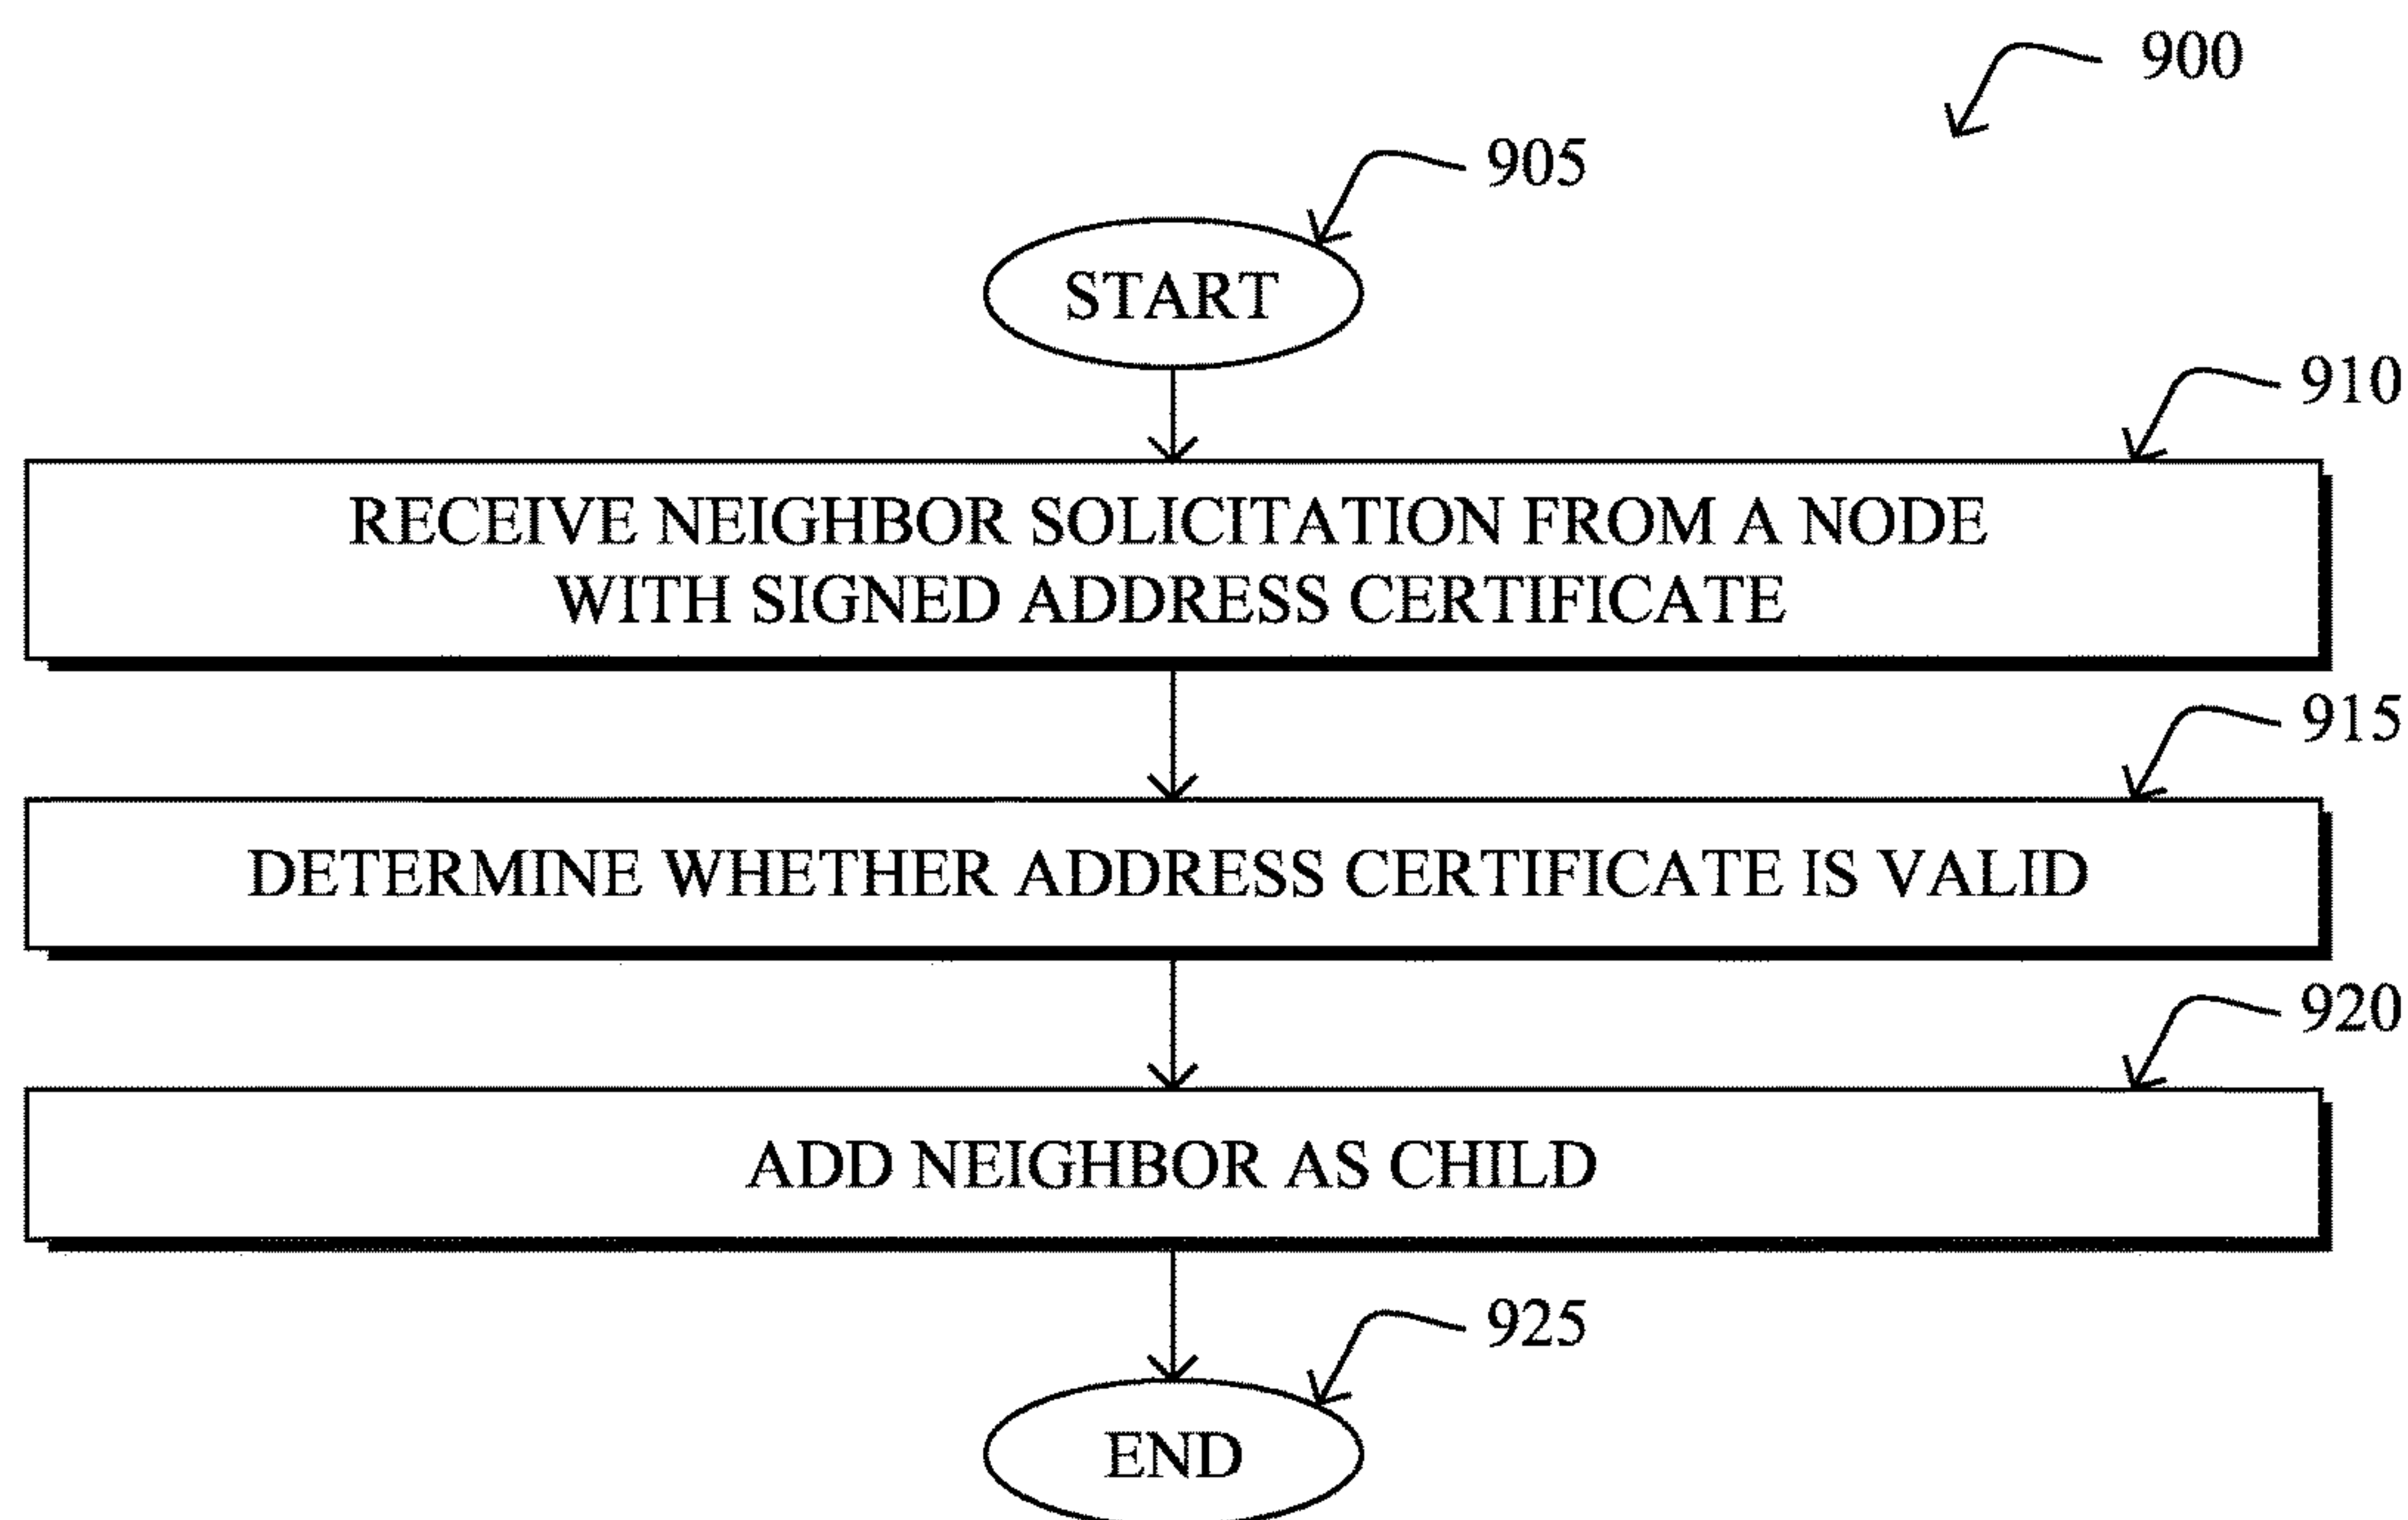 900
905
START
910
RECEIVE NEIGHBOR SOLICITATION FROM A NODE
WITH SIGNED ADDRESS CERTIFICATE
915
DETERMINE WHETHER ADDRESS CERTIFICATE IS VALID
920
ADD NEIGHBOR AS CHILD
925
END